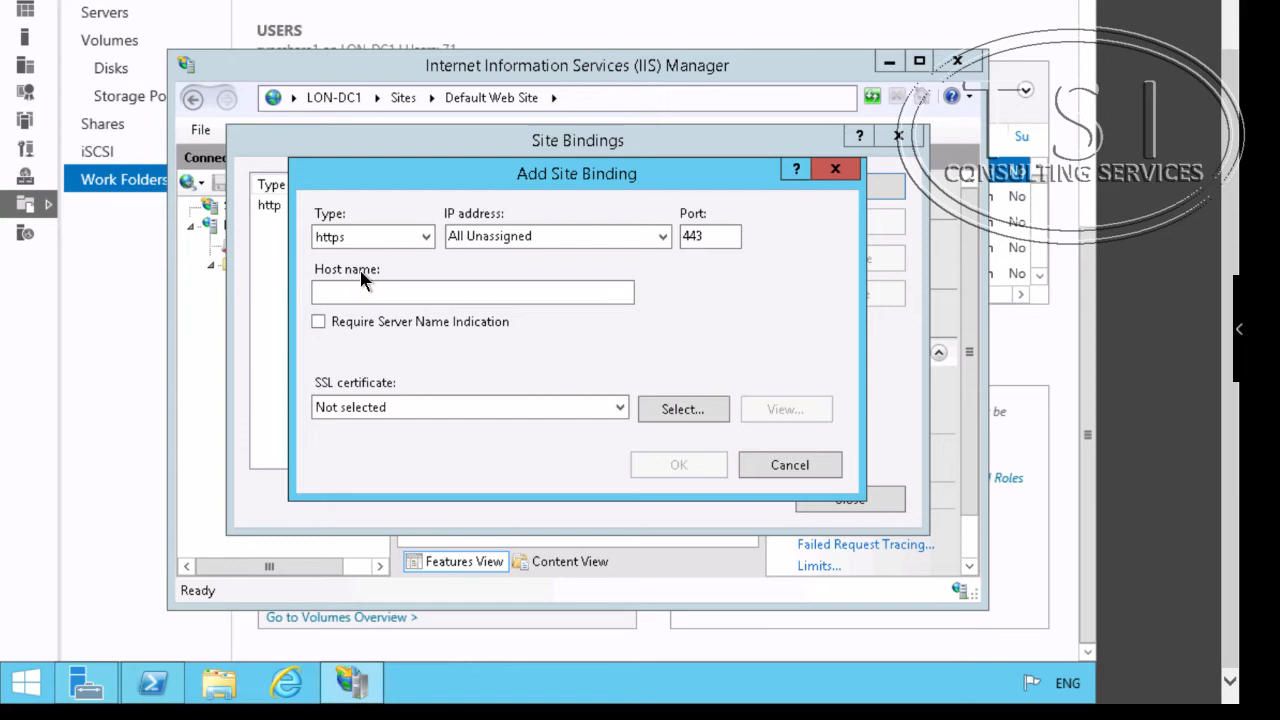 Servers
Volumes
Disks
Storage Po
Shares
iSCSI
Work Folders
USERS
Internet Information Services (IIS) Manager
LON-DC1
Sites
Default Web Site
File
Connec
Site Bindings
?
Type
http
Add Site Binding
?
Type:
IP address:
Port:
https
All Unassigned
443
Host name:
Require Server Name Indication
SSL certificate:
Not selected
Select...
View...
OK
Cancel
Failed Request Tracing...
Limits...
Features View
Content View
Ready
Go to Volumes Overview >
Su
No
No
No
No
No
be
Roles
TSI
CONSULTING SERVICES
ENG